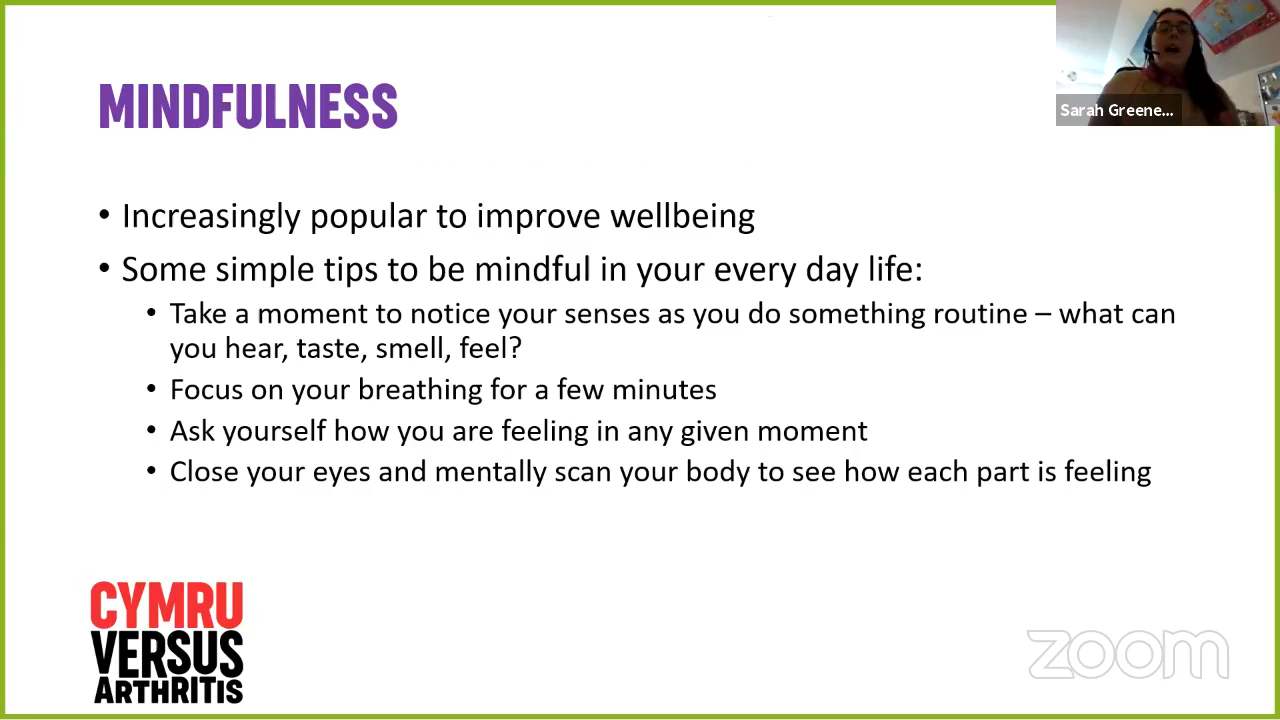 MINDFULNESS
Sarah Greene...
• Increasingly popular to improve wellbeing
• Some simple tips to be mindful in your every day life:
• Take a moment to notice your senses as you do something routine – what can
you hear, taste, smell, feel?
• Focus on your breathing for a few minutes
• Ask yourself how you are feeling in any given moment
• Close your eyes and mentally scan your body to see how each part is feeling
CYMRU
VERSUS
ARTHRITIS
zoom